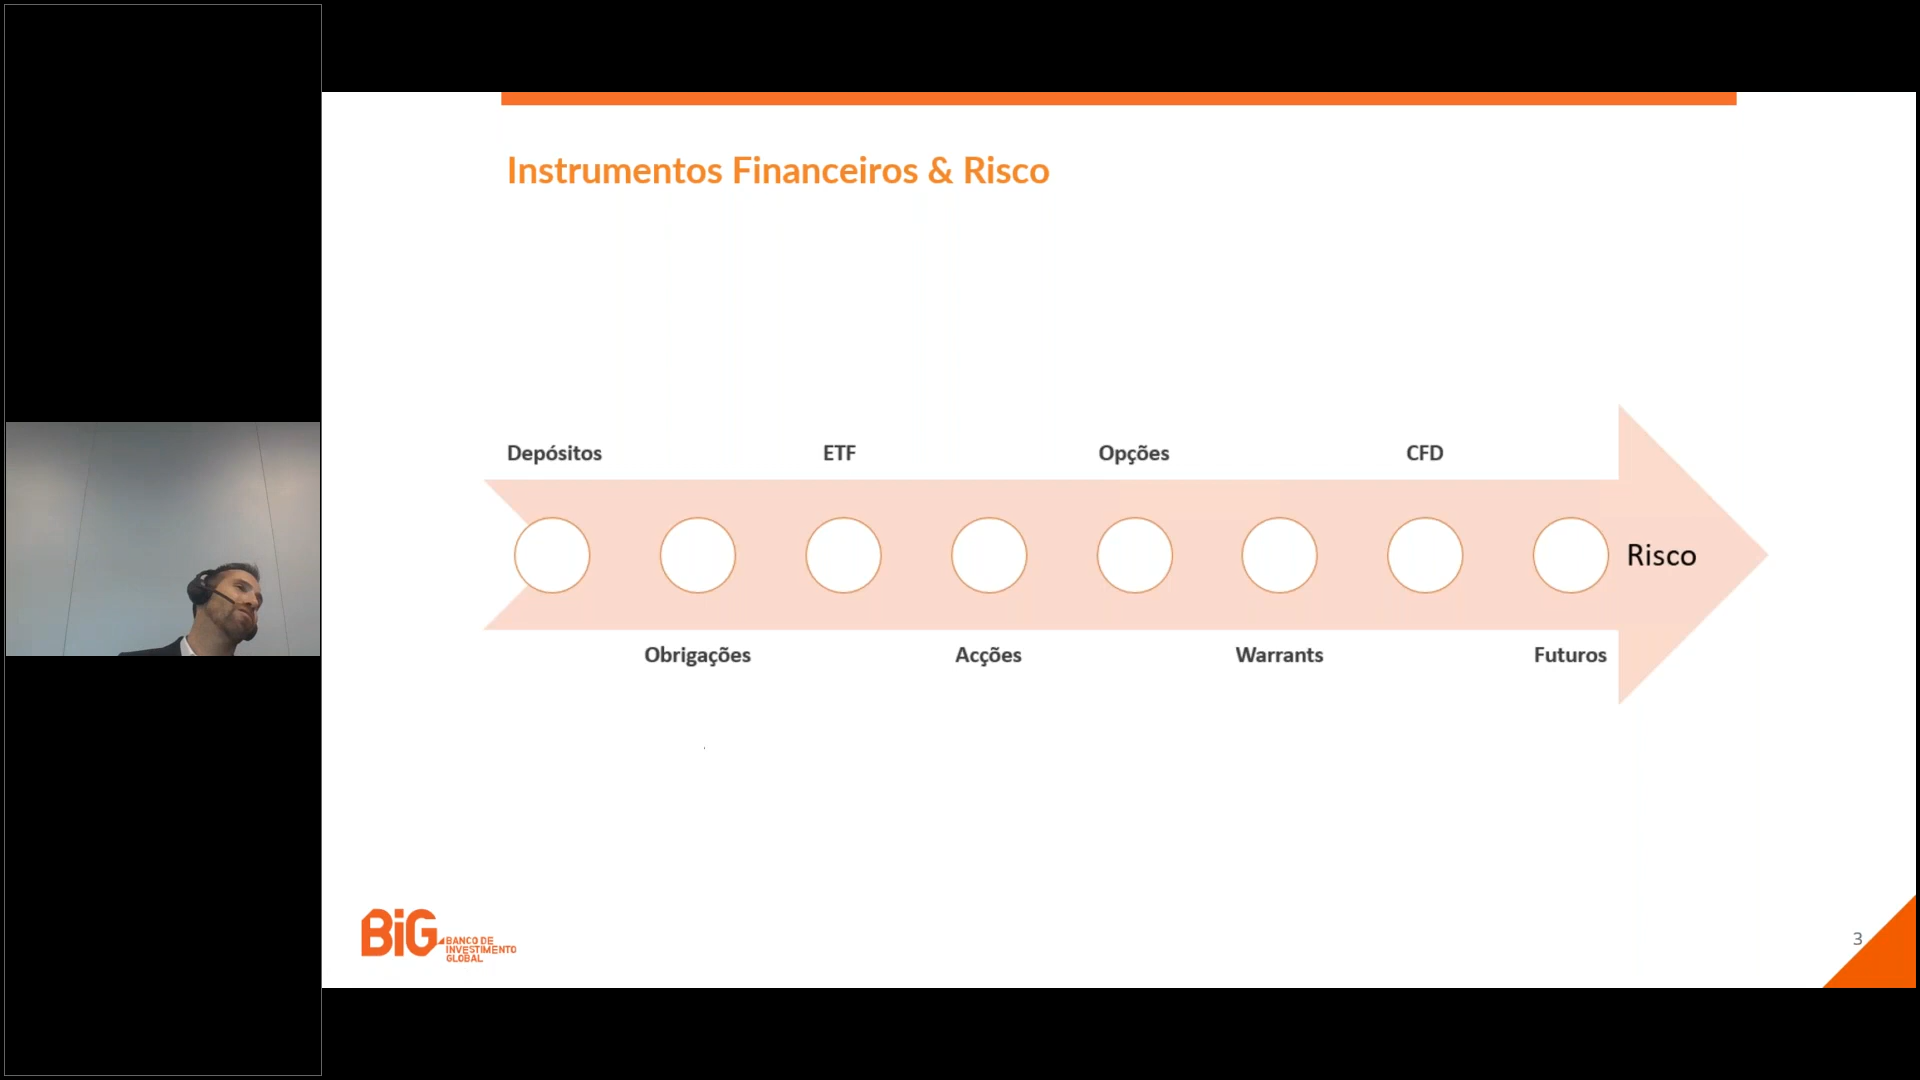 Instrumentos Financeiros & Risco
Depósitos
ETF
Opções
CFD
Risco
Obrigações
Acções
Warrants
Futuros
BiG
BANCO DE
INVESTIMENTO
GLOBAL
3